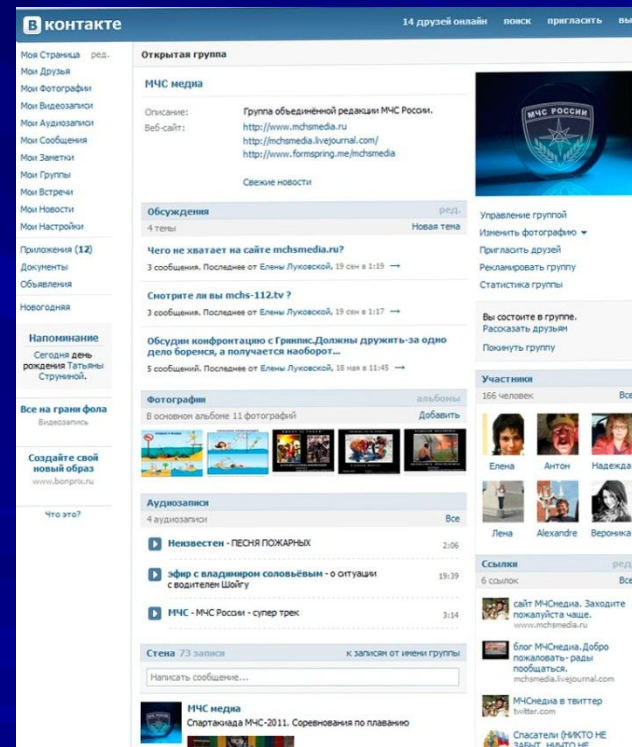 В контакте
14 друзей онлайн поиск пригласить
Моя Страница ред.
Мои Друзья
Мои Фотографии
Мои Видеозаписи
Мои Аудиозаписи
Мои Сообщения
Мои Заметки
Мои Группы
Мои Встречи
Мои Новости
Мои Настройки
Приложения (12)
Документы
Объявления
Новогодняя
Напоминание
Сегодня день
рождения Татьяны
Струниной.
Все на грани фола
Видеозапись
Создайте свой
новый образ
www.bonprix.ru
Что это?
Открытая группа
МЧС медиа
Описание: Группа объединённой редакции МЧС России.
Веб-сайт: http://www.mchsmedia.ru
http://mchsmedia.livejournal.com/
http://www.formspring.me/mchsmedia
Свежие новости
Обсуждения ред.
4 темы Новая тема
Чего не хватает на сайте mchsmedia.ru?
3 сообщения. Последнее от Елены Луковской, 19 сен в 1:19 →
Смотрите ли вы mchs-112.tv ?
3 сообщения. Последнее от Елены Луковской, 19 сен в 1:17 →
Обсудим конфронтацию с Гринпис.Должны дружить-за одно
дело боремся, а получается наоборот...
5 сообщений. Последнее от Елены Луковской, 18 мая в 11:45 →
Фотографии альбомы
В основном альбоме 11 фотографий Добавить
Аудиозаписи
4 аудиозаписи Все
Неизвестен - ПЕСНЯ ПОЖАРНЫХ 2:06
эфир с владимиром соловьёвым - о ситуации
с водителем Шойгу 19:39
МЧС - МЧС России - супер трек 3:14
Стена 73 записи к записям от имени группы
Написать сообщение...
МЧС медиа
Спартакиада МЧС-2011. Соревнования по плаванию
МЧС РОССИИ
Управление группой
Изменить фотографию
Пригласить друзей
Рекламировать группу
Статистика группы
Вы состоите в группе.
Рассказать друзьям
Покинуть группу
Участники
166 человек Все
Елена Антон Надежда
Лена Alexandre Вероника
Ссылки ред.
6 ссылок Все
сайт МЧСмедиа. Заходите
пожалуйста чаще.
www.mchsmedia.ru
блог МЧСмедиа.Добро
пожаловать- рады
пообщаться.
mchsmedia.livejournal.com
МЧСмедиа в твиттер
twitter.com
Спасатели (НИКТО НЕ
ЗАБЫТ, НИЧТО НЕ